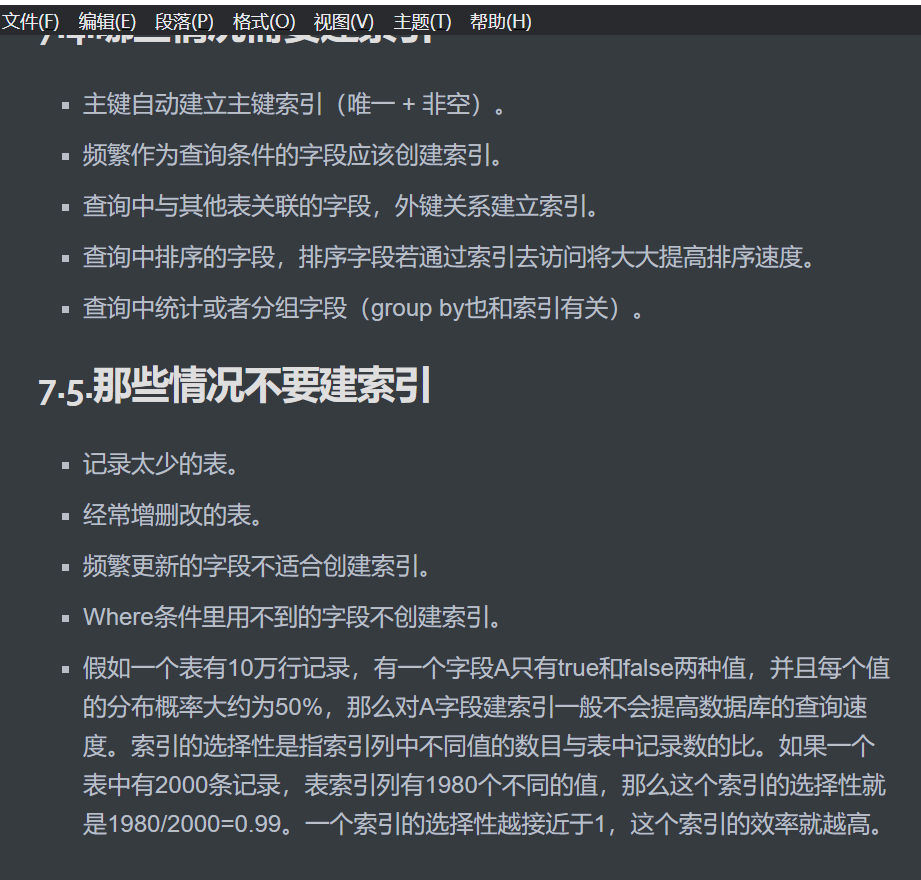 文件(F) 编辑(E) 段落(P) 格式(O) 视图(V) 主题(T) 帮助(H)
7.4.那些情况需要建索引
主键自动建立主键索引（唯一 + 非空）。
频繁作为查询条件的字段应该创建索引。
查询中与其他表关联的字段，外键关系建立索引。
查询中排序的字段，排序字段若通过索引去访问将大大提高排序速度。
查询中统计或者分组字段（group by也和索引有关）。
7.5.那些情况不要建索引
记录太少的表。
经常增删改的表。
频繁更新的字段不适合创建索引。
Where条件里用不到的字段不创建索引。
假如一个表有10万行记录，有一个字段A只有true和false两种值，并且每个值
的分布概率大约为50%，那么对A字段建索引一般不会提高数据库的查询速
度。索引的选择性是指索引列中不同值的数目与表中记录数的比。如果一个
表中有2000条记录，表索引列有1980个不同的值，那么这个索引的选择性就
是1980/2000=0.99。一个索引的选择性越接近于1，这个索引的效率就越高。